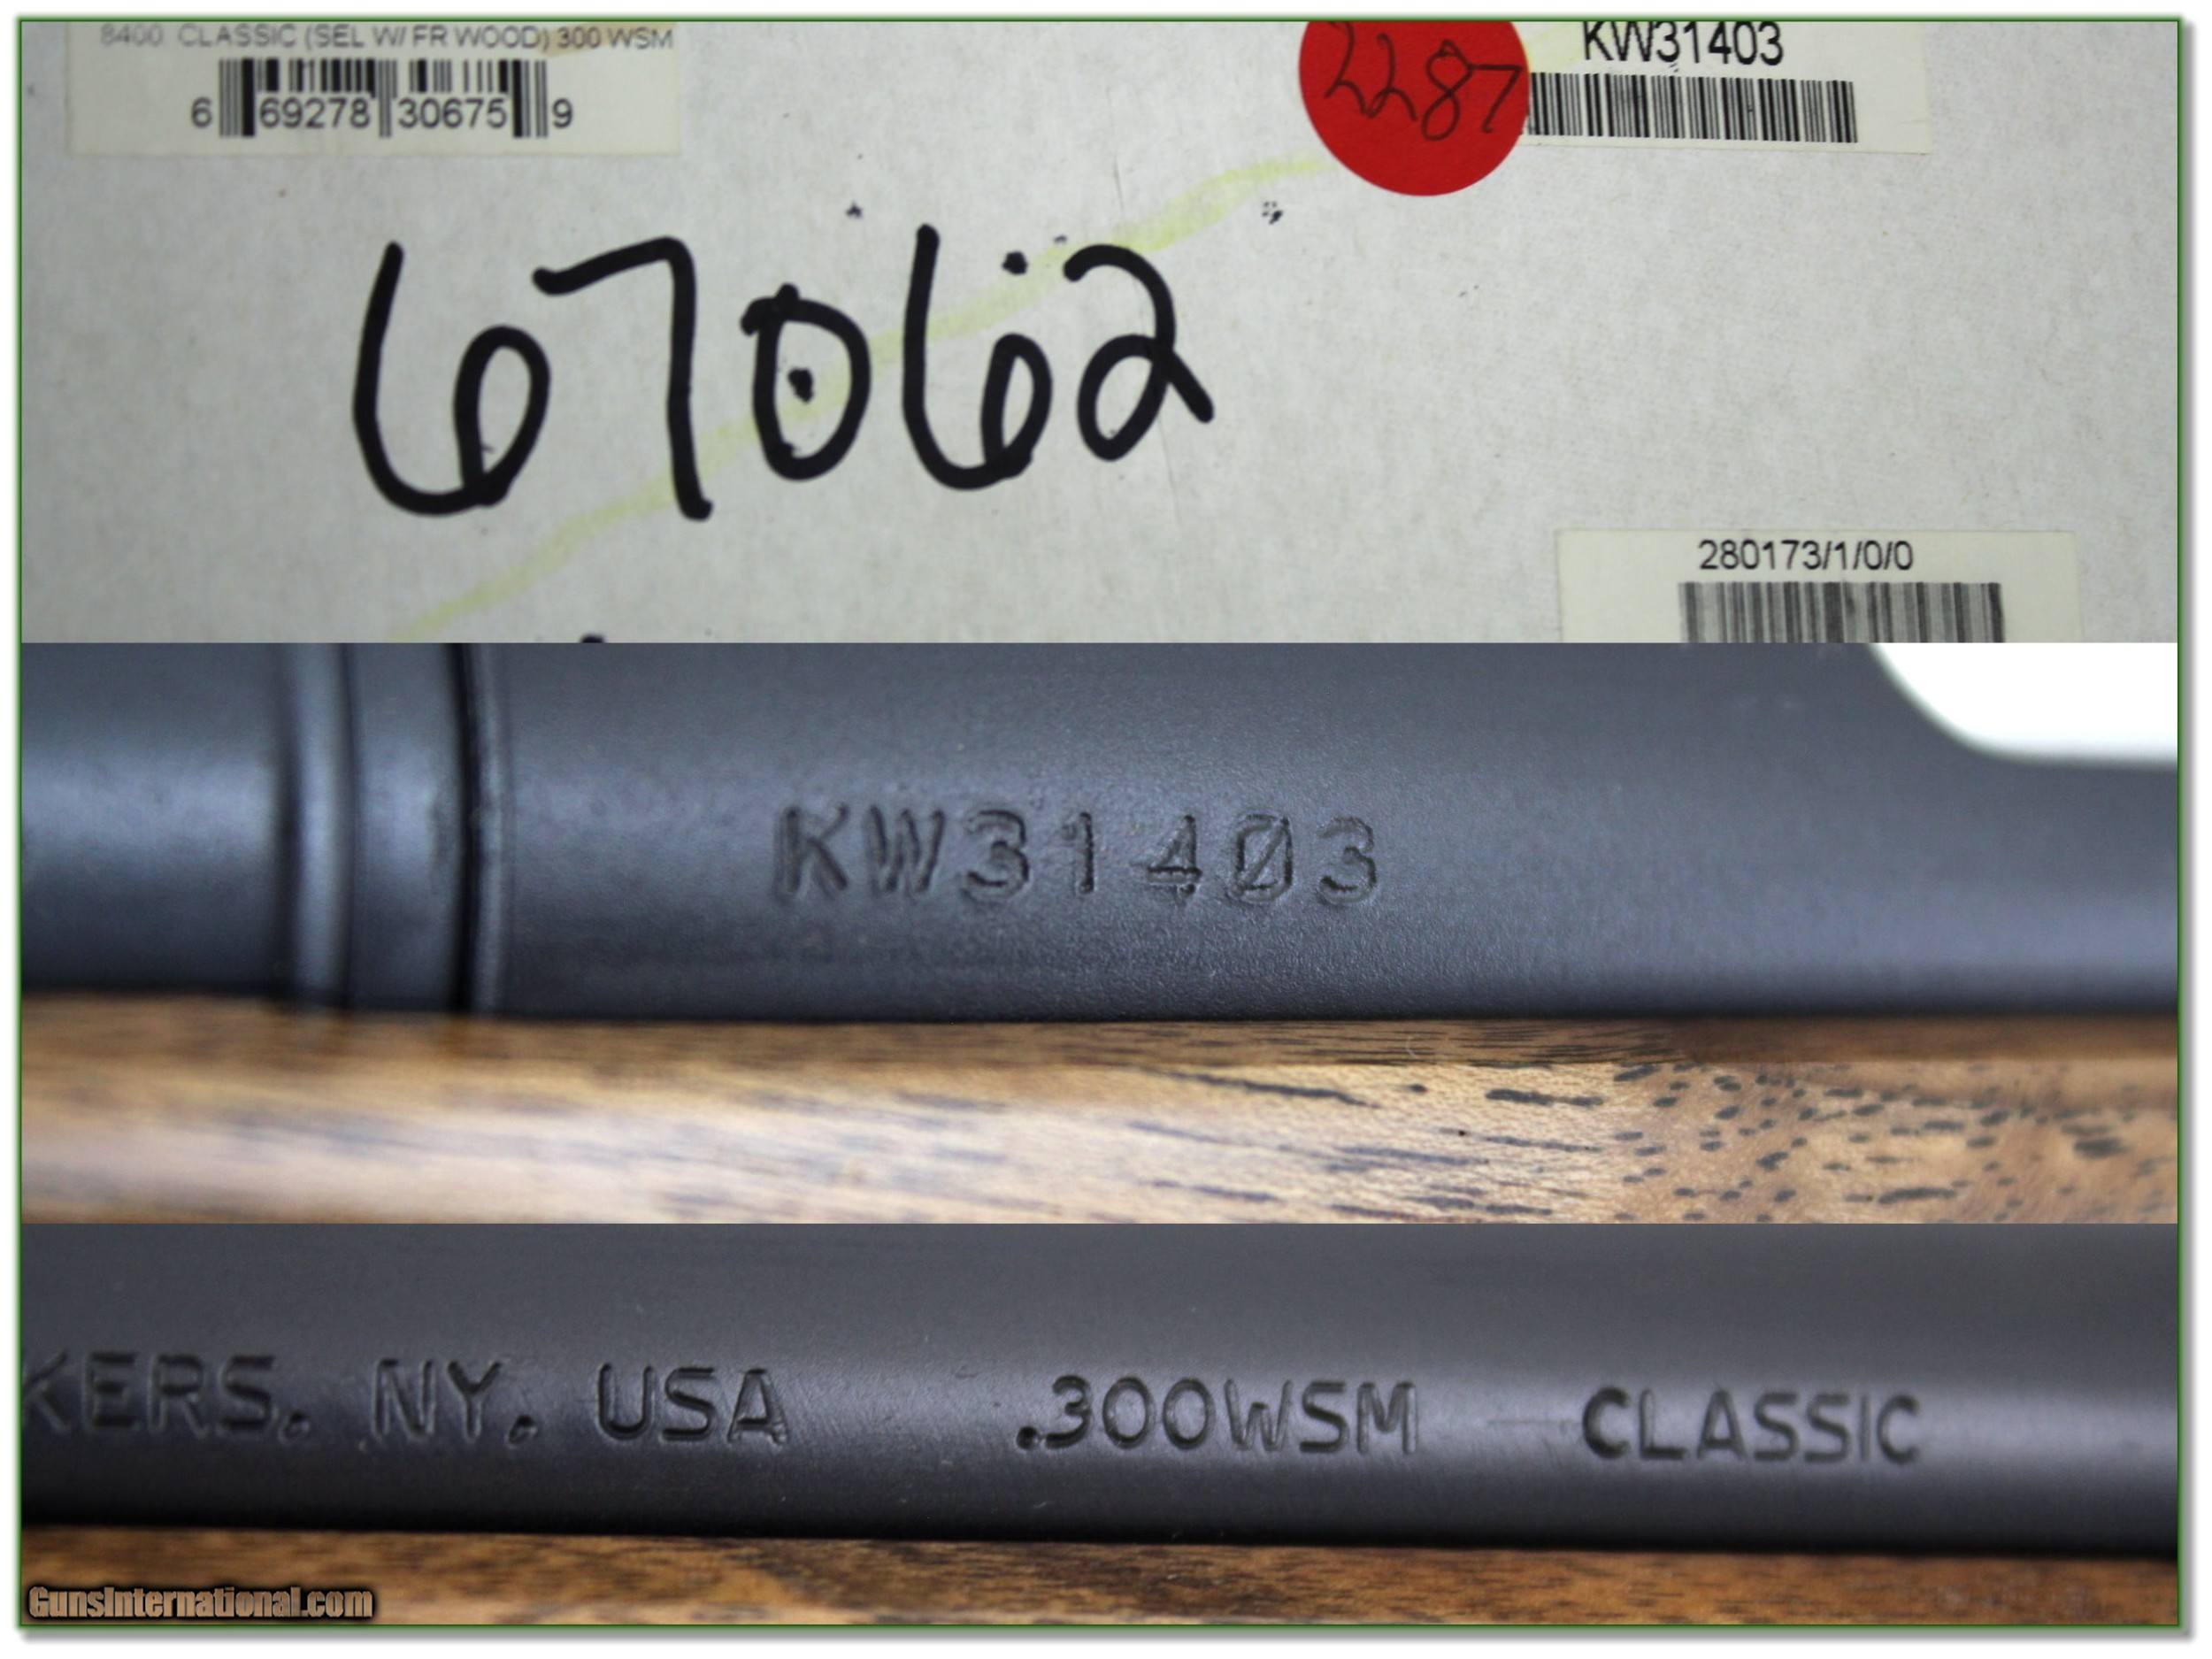 8400 CLASSIC (SEL W/ FR WOOD) 300 WSM
6 69278 30675 9
2287
KW31403
67062
280173/1/0/0
KW31403
KERS. NY. USA .300WSM CLASSIC
GunsInternational.com